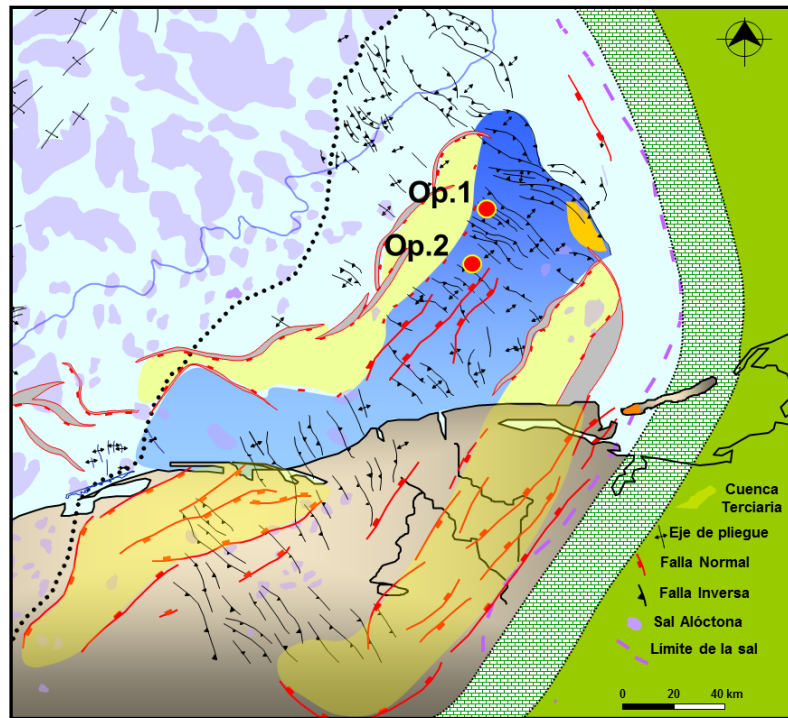 Op.1
Op.2
Cuenca
Terciaria
Eje de pliegue
Falla Normal
Falla Inversa
Sal Alóctona
Límite de la sal
0 20 40 km